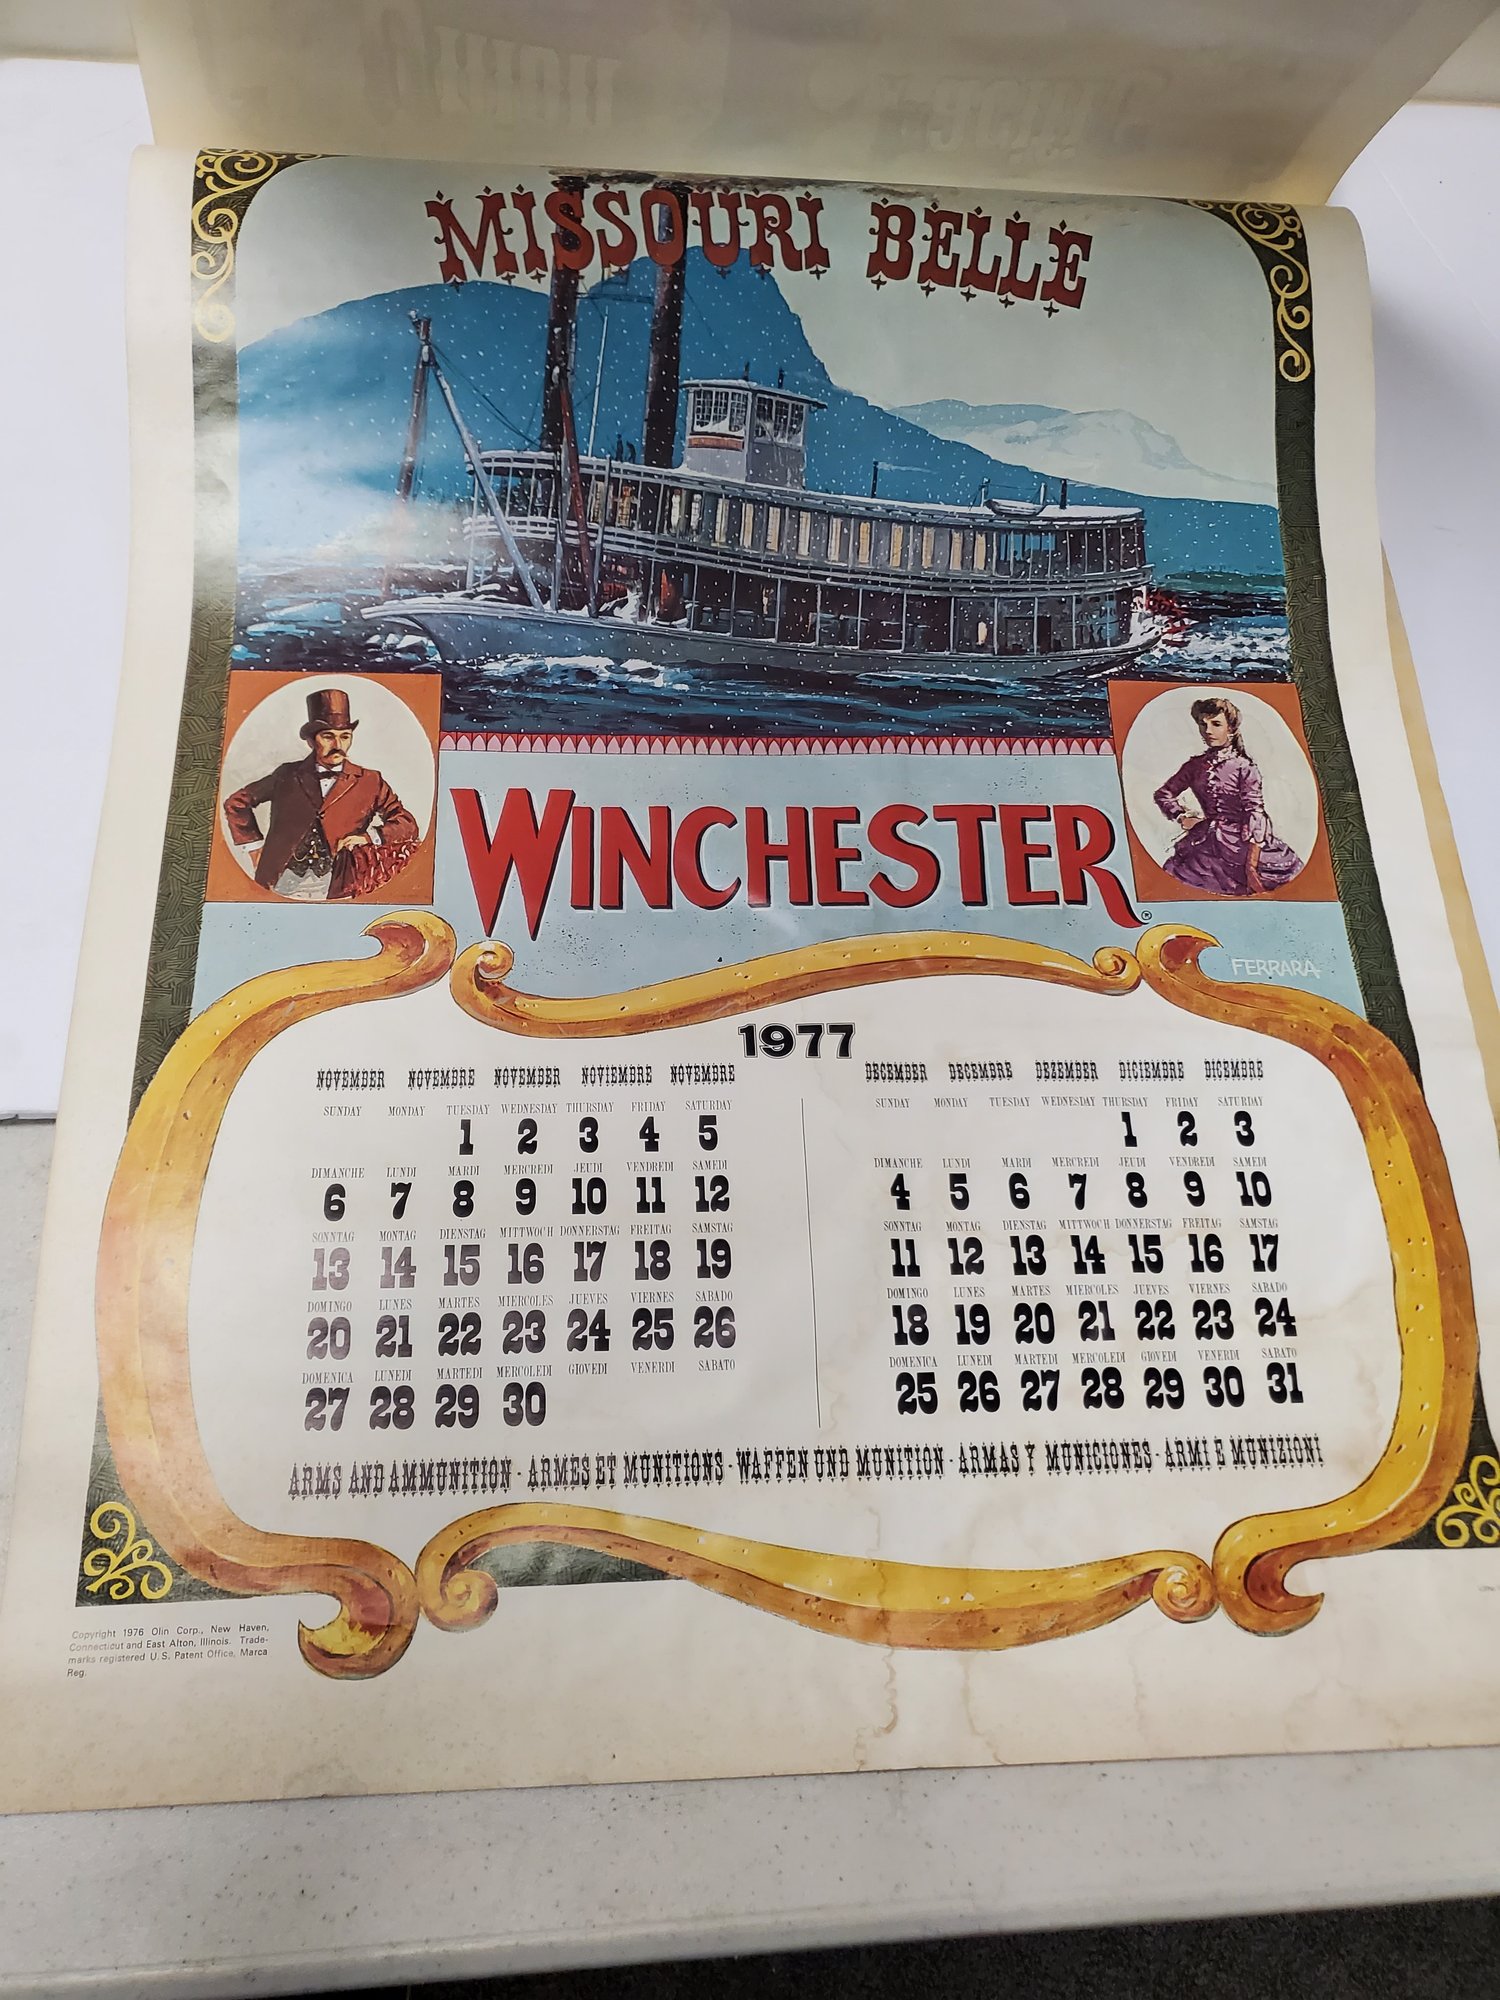 MISSOURI BELLE
WINCHESTER®
FERRARA
1977
NOVEMBER NOVEMBRE NOVEMBER NOVIEMBRE NOVEMBRE
SUNDAY MONDAY TUESDAY WEDNESDAY THURSDAY FRIDAY SATURDAY
1 2 3 4 5
DIMANCHE LUNDI MARDI MERCREDI JEUDI VENDREDI SAMEDI
6 7 8 9 10 11 12
SONNTAG MONTAG DIENSTAG MITTWOCH DONNERSTAG FREITAG SAMSTAG
13 14 15 16 17 18 19
DOMINGO LUNES MARTES MIERCOLES JUEVES VIERNES SABADO
20 21 22 23 24 25 26
DOMENICA LUNEDI MARTEDI MERCOLEDI GIOVEDI VENERDI SABATO
27 28 29 30
DECEMBER DECEMBRE DEZEMBER DICIEMBRE DICEMBRE
SUNDAY MONDAY TUESDAY WEDNESDAY THURSDAY FRIDAY SATURDAY
1 2 3
DIMANCHE LUNDI MARDI MERCREDI JEUDI VENDREDI SAMEDI
4 5 6 7 8 9 10
SONNTAG MONTAG DIENSTAG MITTWOCH DONNERSTAG FREITAG SAMSTAG
11 12 13 14 15 16 17
DOMINGO LUNES MARTES MIERCOLES JUEVES VIERNES SABADO
18 19 20 21 22 23 24
DOMENICA LUNEDI MARTEDI MERCOLEDI GIOVEDI VENERDI SABATO
25 26 27 28 29 30 31
ARMS AND AMMUNITION - ARMES ET MUNITIONS - WAFFEN UND MUNITION - ARMAS Y MUNICIONES - ARMI E MUNIZIONI
Copyright 1976 Olin Corp., New Haven,
Connecticut and East Alton, Illinois. Trade-
marks registered U.S. Patent Office, Marca
Reg.